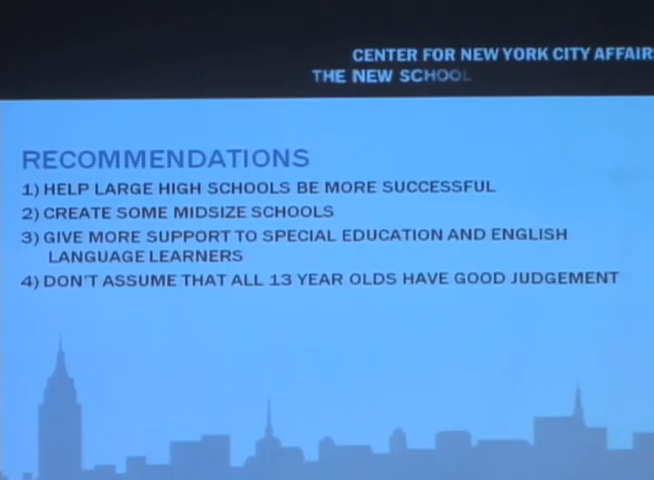 CENTER FOR NEW YORK CITY AFFAIRS
THE NEW SCHOOL
RECOMMENDATIONS
1) HELP LARGE HIGH SCHOOLS BE MORE SUCCESSFUL
2) CREATE SOME MIDSIZE SCHOOLS
3) GIVE MORE SUPPORT TO SPECIAL EDUCATION AND ENGLISH
LANGUAGE LEARNERS
4) DON'T ASSUME THAT ALL 13 YEAR OLDS HAVE GOOD JUDGEMENT